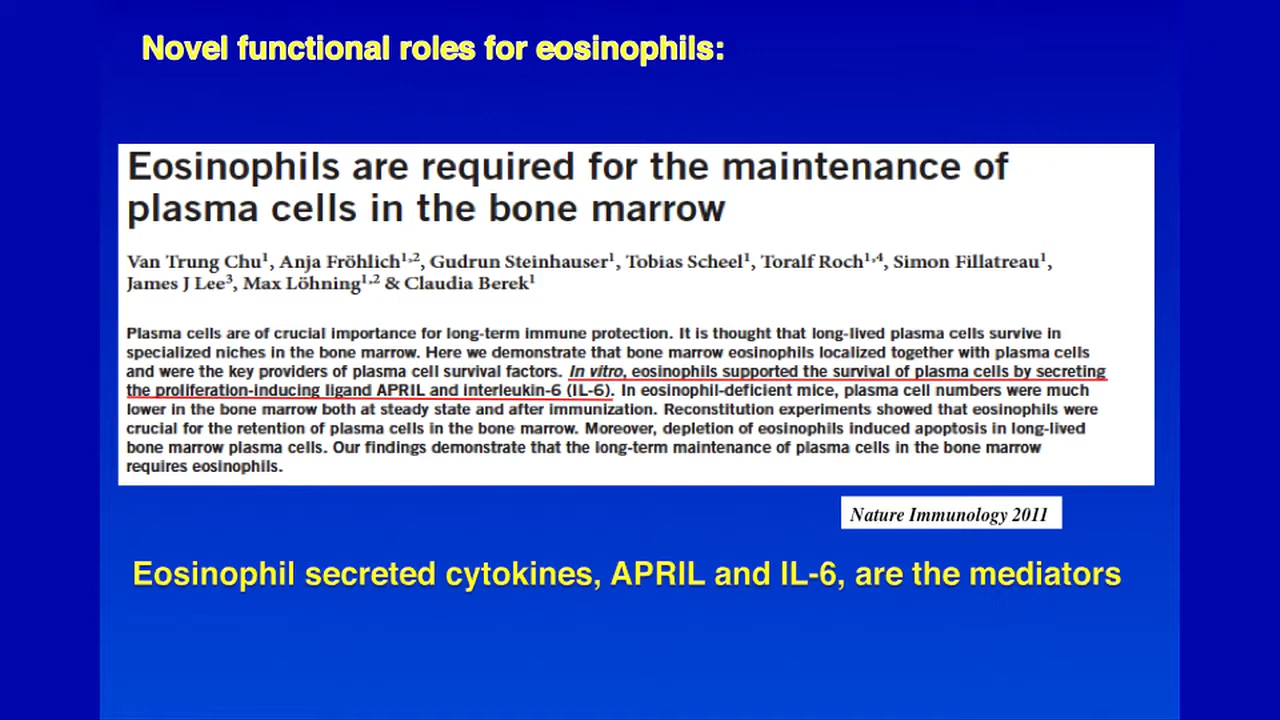 Novel functional roles for eosinophils:
Eosinophils are required for the maintenance of
plasma cells in the bone marrow
Van Trung Chu1, Anja Fröhlich1,2, Gudrun Steinhauser1, Tobias Scheel1, Toralf Roch1,4, Simon Fillatreau1,
James J Lee3, Max Löhning1,2 & Claudia Berek1
Plasma cells are of crucial importance for long-term immune protection. It is thought that long-lived plasma cells survive in
specialized niches in the bone marrow. Here we demonstrate that bone marrow eosinophils localized together with plasma cells
and were the key providers of plasma cell survival factors. In vitro, eosinophils supported the survival of plasma cells by secreting
the proliferation-inducing ligand APRIL and interleukin-6 (IL-6). In eosinophil-deficient mice, plasma cell numbers were much
lower in the bone marrow both at steady state and after immunization. Reconstitution experiments showed that eosinophils were
crucial for the retention of plasma cells in the bone marrow. Moreover, depletion of eosinophils induced apoptosis in long-lived
bone marrow plasma cells. Our findings demonstrate that the long-term maintenance of plasma cells in the bone marrow
requires eosinophils.
Nature Immunology 2011
Eosinophil secreted cytokines, APRIL and IL-6, are the mediators